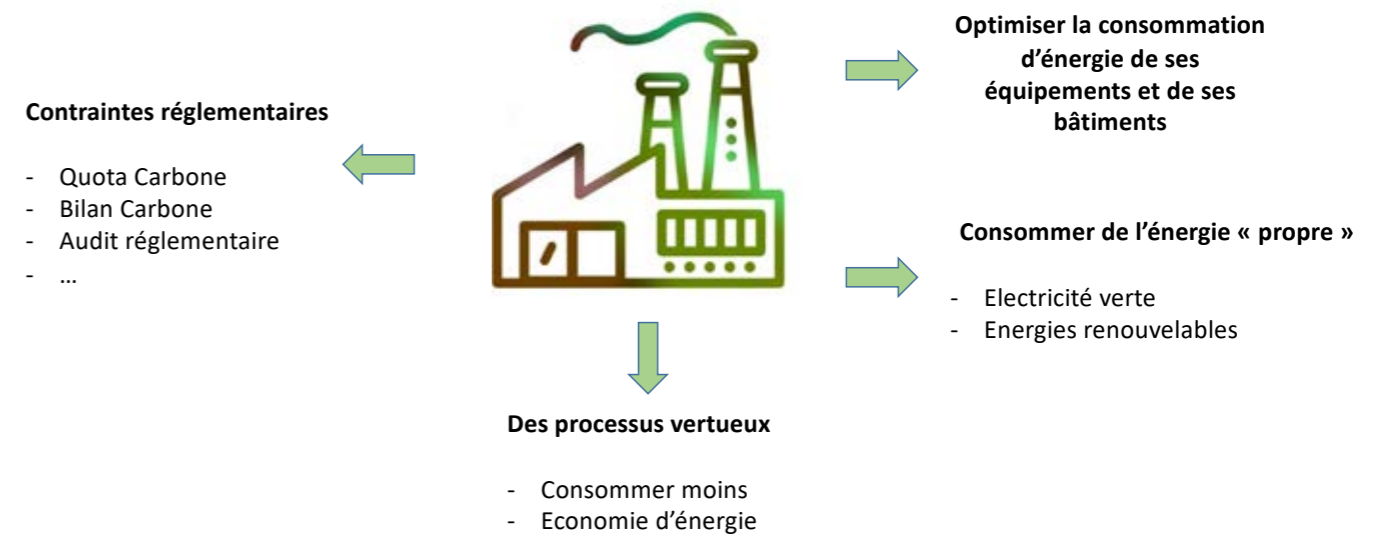 Contraintes réglementaires
- Quota Carbone
- Bilan Carbone
- Audit réglementaire
- ...
Optimiser la consommation
d’énergie de ses
équipements et de ses
bâtiments
Consommer de l’énergie « propre »
- Electricité verte
- Energies renouvelables
Des processus vertueux
- Consommer moins
- Economie d’énergie